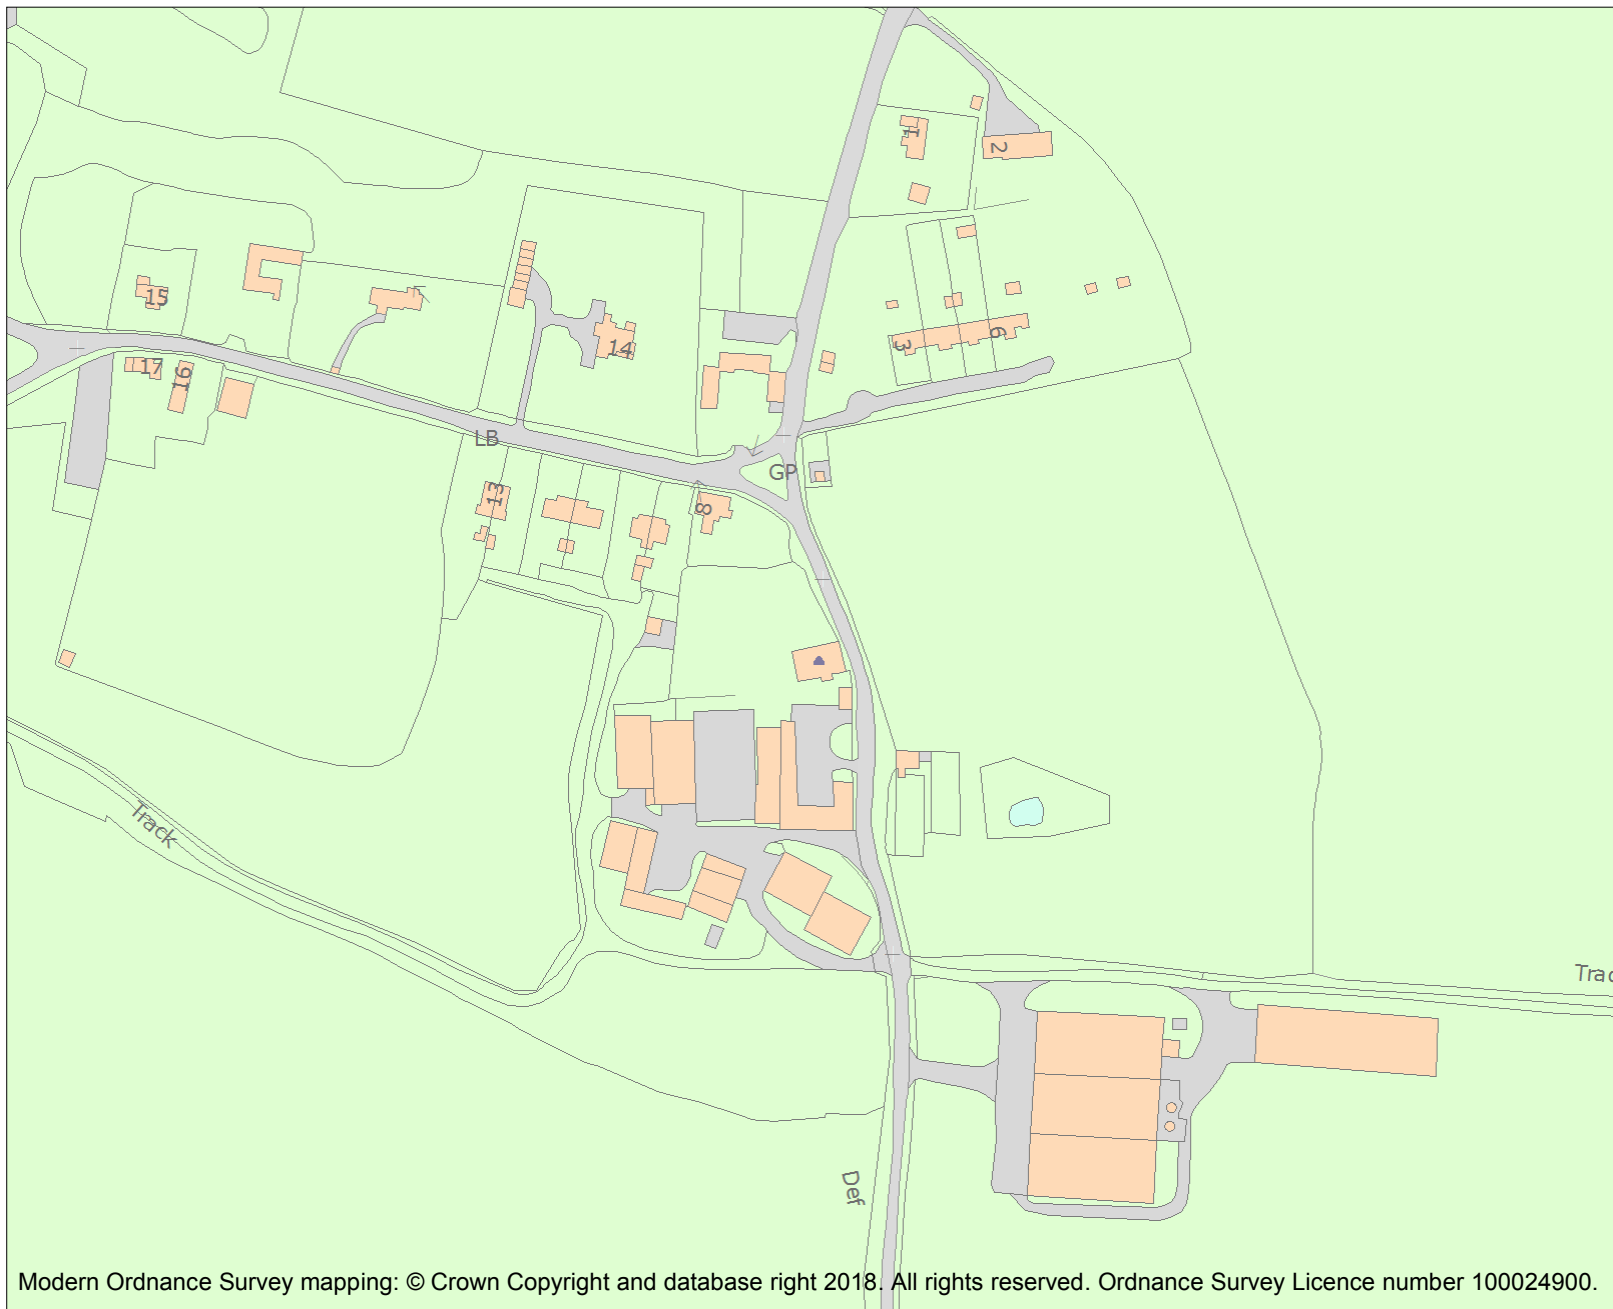 1
2
15
14
3
6
17
16
LB
GP
13
8
Track
Trac
Def
Modern Ordnance Survey mapping: © Crown Copyright and database right 2018. All rights reserved. Ordnance Survey Licence number 100024900.